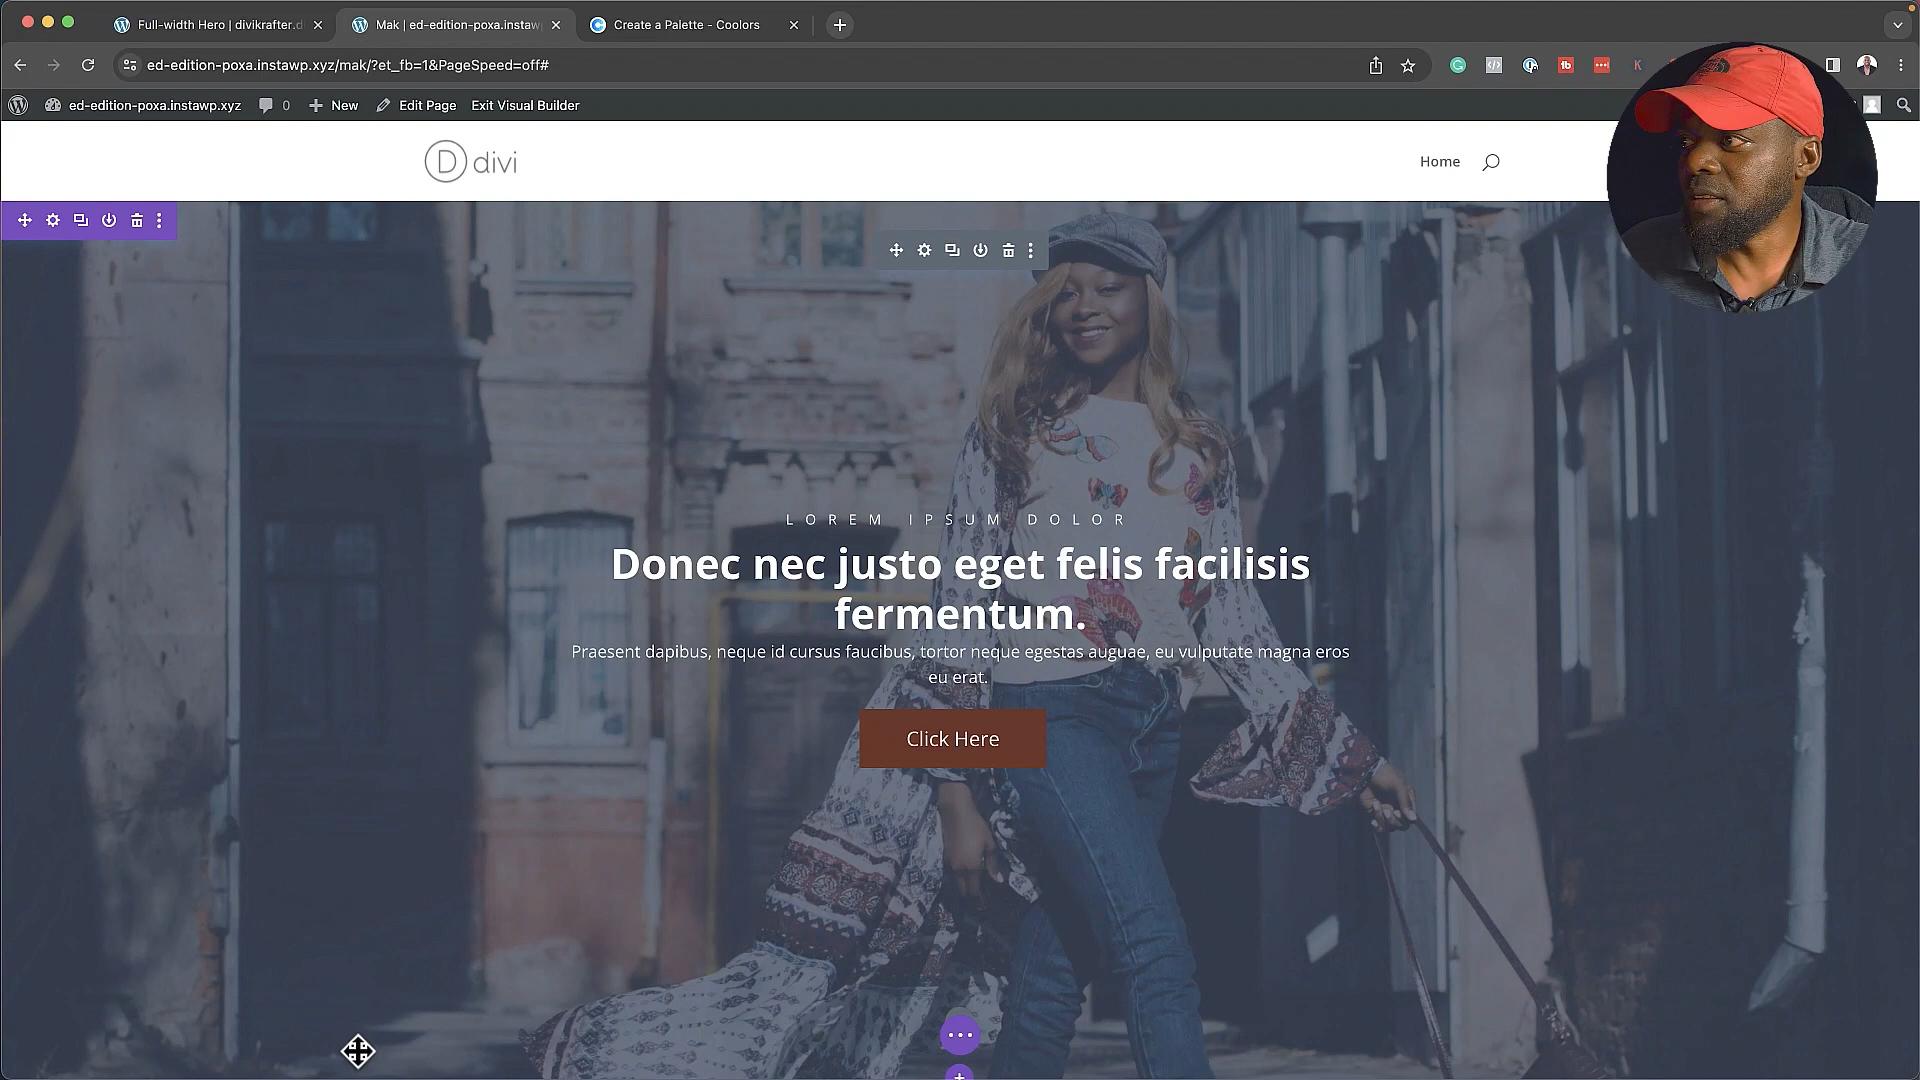 Full-width Hero | divikrafter.d
Mak | ed-edition-poxa.instaw
Create a Palette - Coolors
ed-edition-poxa.instawp.xyz/mak/?et_fb=1&PageSpeed=off#
ed-edition-poxa.instawp.xyz
0
New
Edit Page
Exit Visual Builder
D divi
Home
LOREM IPSUM DOLOR
Donec nec justo eget felis facilisis
fermentum.
Praesent dapibus, neque id cursus faucibus, tortor neque egestas auguae, eu vulputate magna eros
eu erat.
Click Here